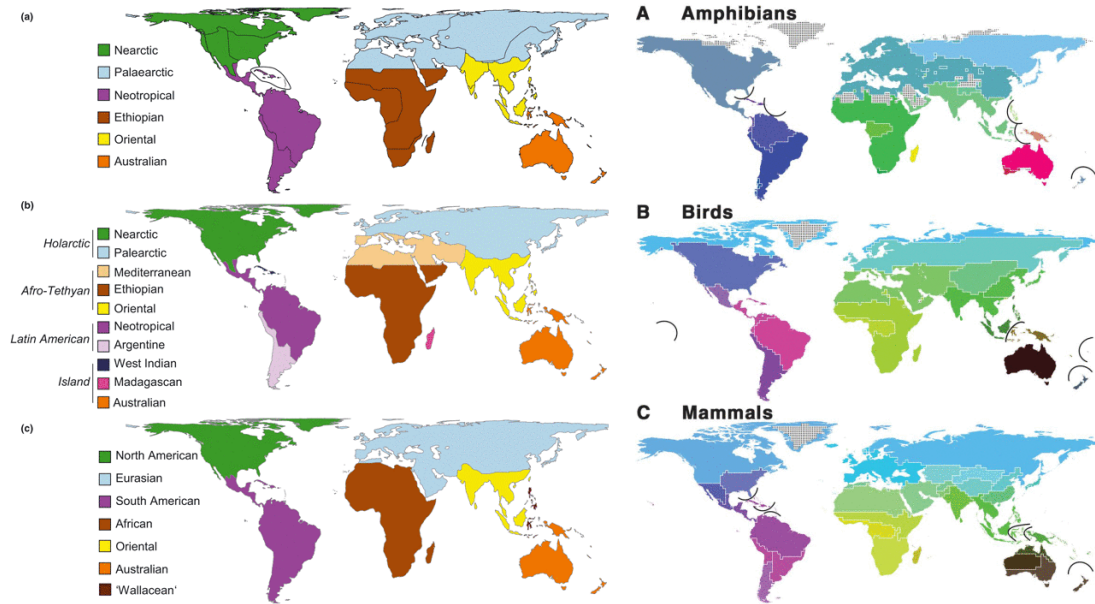 (a)
Nearctic
Palaearctic
Neotropical
Ethiopian
Oriental
Australian
(b)
Holarctic
Nearctic
Palearctic
Afro-Tethyan
Mediterranean
Ethiopian
Oriental
Latin American
Neotropical
Argentine
Island
West Indian
Madagascan
Australian
(c)
North American
Eurasian
South American
African
Oriental
Australian
'Wallacean'
A Amphibians
B Birds
C Mammals